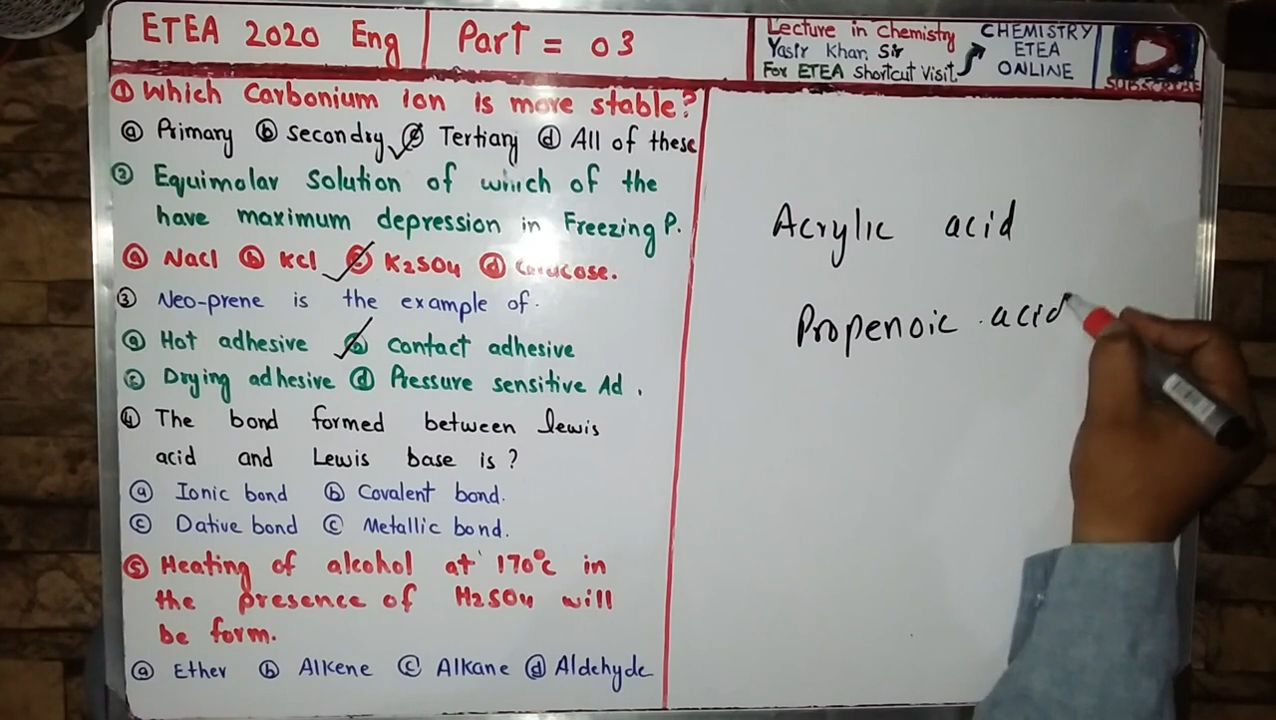 ETEA 2020 Eng
Part = 03
Lecture in Chemistry
Yasir Khan Sir
For ETEA shortcut Visit.
CHEMISTRY
ETEA
ONLINE
SUBSCRIBE
① Which Carbonium ion is more stable?
ⓐ Primary ⓑ secondry ⓒ Tertiary ⓓ All of these
② Equimolar Solution of which of the
have maximum depression in Freezing P.
ⓐ Nacl ⓑ Kcl ⓒ K2SO4 ⓓ
③ Neo-prene is the example of.
ⓐ Hot adhesive ⓑ contact adhesive
ⓒ Drying adhesive ⓓ Pressure sensitive Ad.
④ The bond formed between lewis
acid and Lewis base is?
ⓐ Ionic bond ⓑ Covalent bond.
ⓒ Dative bond ⓒ Metallic bond.
⑤ Heating of alcohol at 170°c in
the presence of H2SO4 will
be form.
ⓐ Ether ⓑ Alkene ⓒ Alkane ⓓ Aldehyde
Acrylic acid
Propenoic acid